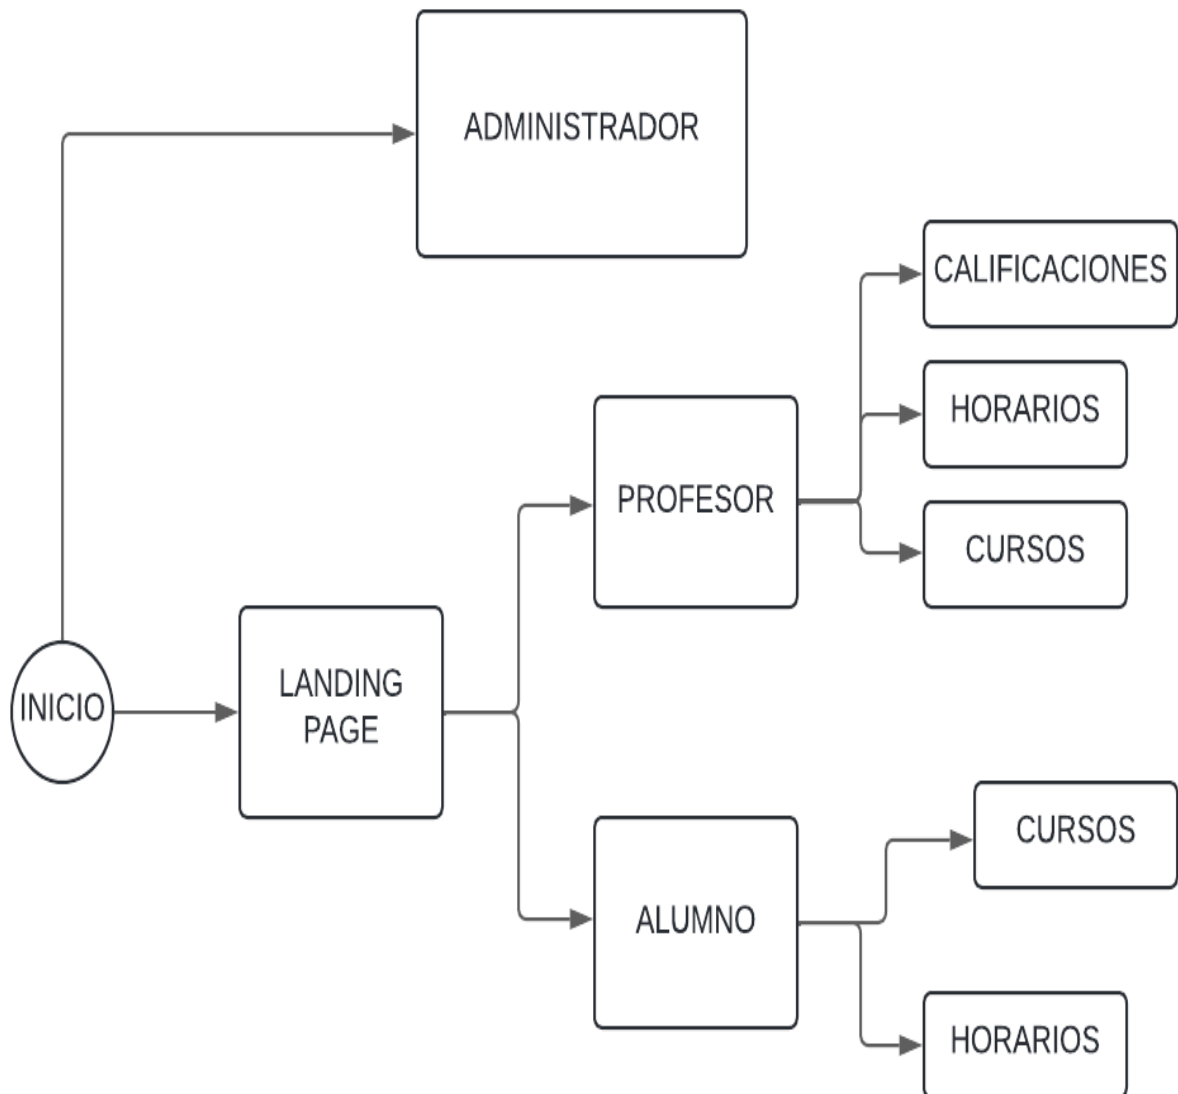 ADMINISTRADOR
CALIFICACIONES
HORARIOS
PROFESOR
CURSOS
LANDING
PAGE
INICIO
CURSOS
ALUMNO
HORARIOS